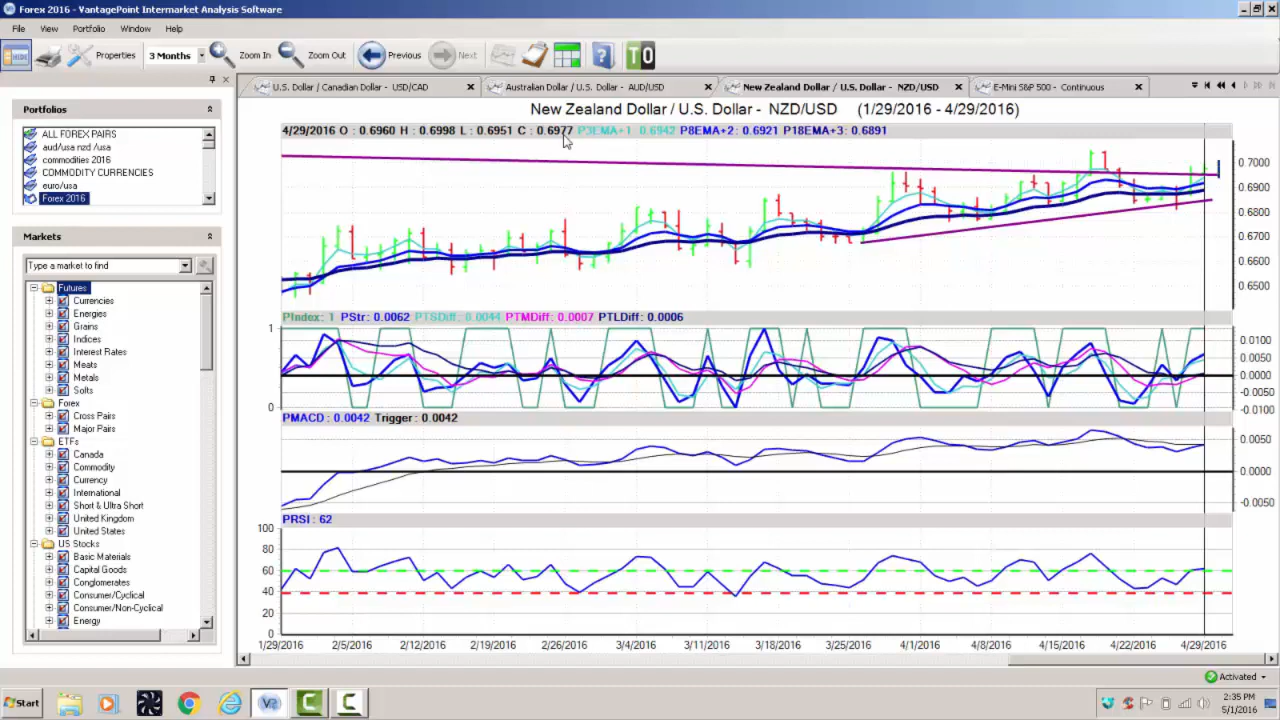 Forex 2016 - VantagePoint Intermarket Analysis Software
File View Portfolio Window Help
HIDE Properties 3 Months Zoom In Zoom Out Previous Next ? TO
U.S. Dollar / Canadian Dollar - USD/CAD Australian Dollar / U.S. Dollar - AUD/USD New Zealand Dollar / U.S. Dollar - NZD/USD E-Mini S&P 500 - Continuous
Portfolios
ALL FOREX PAIRS
aud/usa nzd /usa
commodities 2016
COMMODITY CURRENCIES
euro/usa
Forex 2016
Markets
Type a market to find
Futures
Currencies
Energies
Grains
Indices
Interest Rates
Meats
Metals
Softs
Forex
Cross Pairs
Major Pairs
ETFs
Canada
Commodity
Currency
International
Short & Ultra Short
United Kingdom
United States
US Stocks
Basic Materials
Capital Goods
Conglomerates
Consumer/Cyclical
Consumer/Non-Cyclical
Energy
New Zealand Dollar / U.S. Dollar - NZD/USD (1/29/2016 - 4/29/2016)
4/29/2016 O : 0.6960 H : 0.6998 L : 0.6951 C : 0.6977 P3EMA+1: 0.6942 P8EMA+2: 0.6921 P18EMA+3: 0.6891
0.7000
0.6900
0.6800
0.6700
0.6600
0.6500
PIndex: 1 PStr: 0.0062 PTSDiff: 0.0044 PTMDiff: 0.0007 PTLDiff: 0.0006
1
0
0.0100
0.0050
0.0000
-0.0050
-0.0100
PMACD: 0.0042 Trigger: 0.0042
0.0050
0.0000
-0.0050
PRSI: 62
100
80
60
40
20
0
1/29/2016 2/5/2016 2/12/2016 2/19/2016 2/26/2016 3/4/2016 3/11/2016 3/18/2016 3/25/2016 4/1/2016 4/8/2016 4/15/2016 4/22/2016 4/29/2016
Activated
Start
2:35 PM
5/1/2016